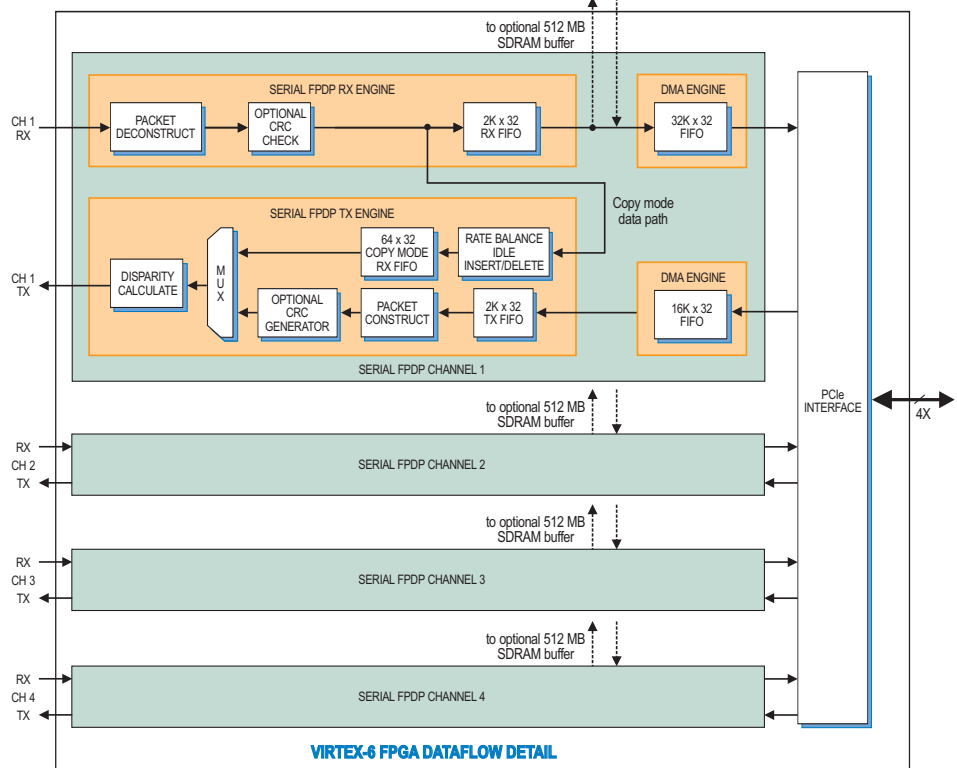 to optional 512 MB
SDRAM buffer
SERIAL FPDP RX ENGINE
DMA ENGINE
CH 1
RX
PACKET
DECONSTRUCT
OPTIONAL
CRC
CHECK
2K x 32
RX FIFO
32K x 32
FIFO
Copy mode
data path
SERIAL FPDP TX ENGINE
64 x 32
COPY MODE
RX FIFO
RATE BALANCE
IDLE
INSERT/DELETE
CH 1
TX
DISPARITY
CALCULATE
M
U
X
OPTIONAL
CRC
GENERATOR
PACKET
CONSTRUCT
2K x 32
TX FIFO
DMA ENGINE
16K x 32
FIFO
SERIAL FPDP CHANNEL 1
PCIe
INTERFACE
4X
to optional 512 MB
SDRAM buffer
RX
CH 2
TX
SERIAL FPDP CHANNEL 2
to optional 512 MB
SDRAM buffer
RX
CH 3
TX
SERIAL FPDP CHANNEL 3
to optional 512 MB
SDRAM buffer
RX
CH 4
TX
SERIAL FPDP CHANNEL 4
VIRTEX-6 FPGA DATAFLOW DETAIL